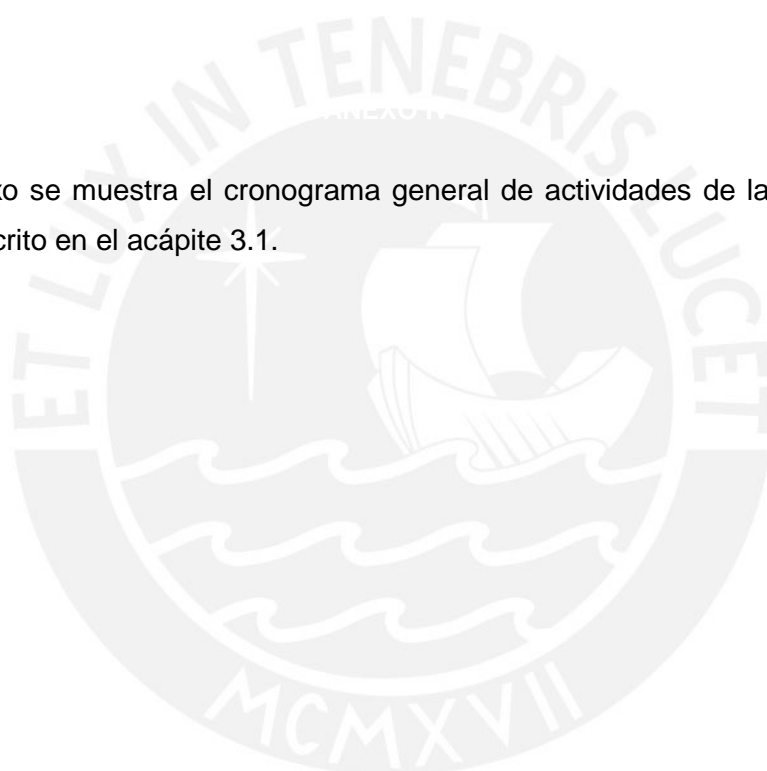 ET LUX IN TENEBRIS LUCET
ANEXO IV
xo se muestra el cronograma general de actividades de la
crito en el acápite 3.1.
MCMXVII